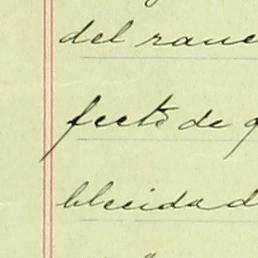 del ranc
fecto de q
blecida d